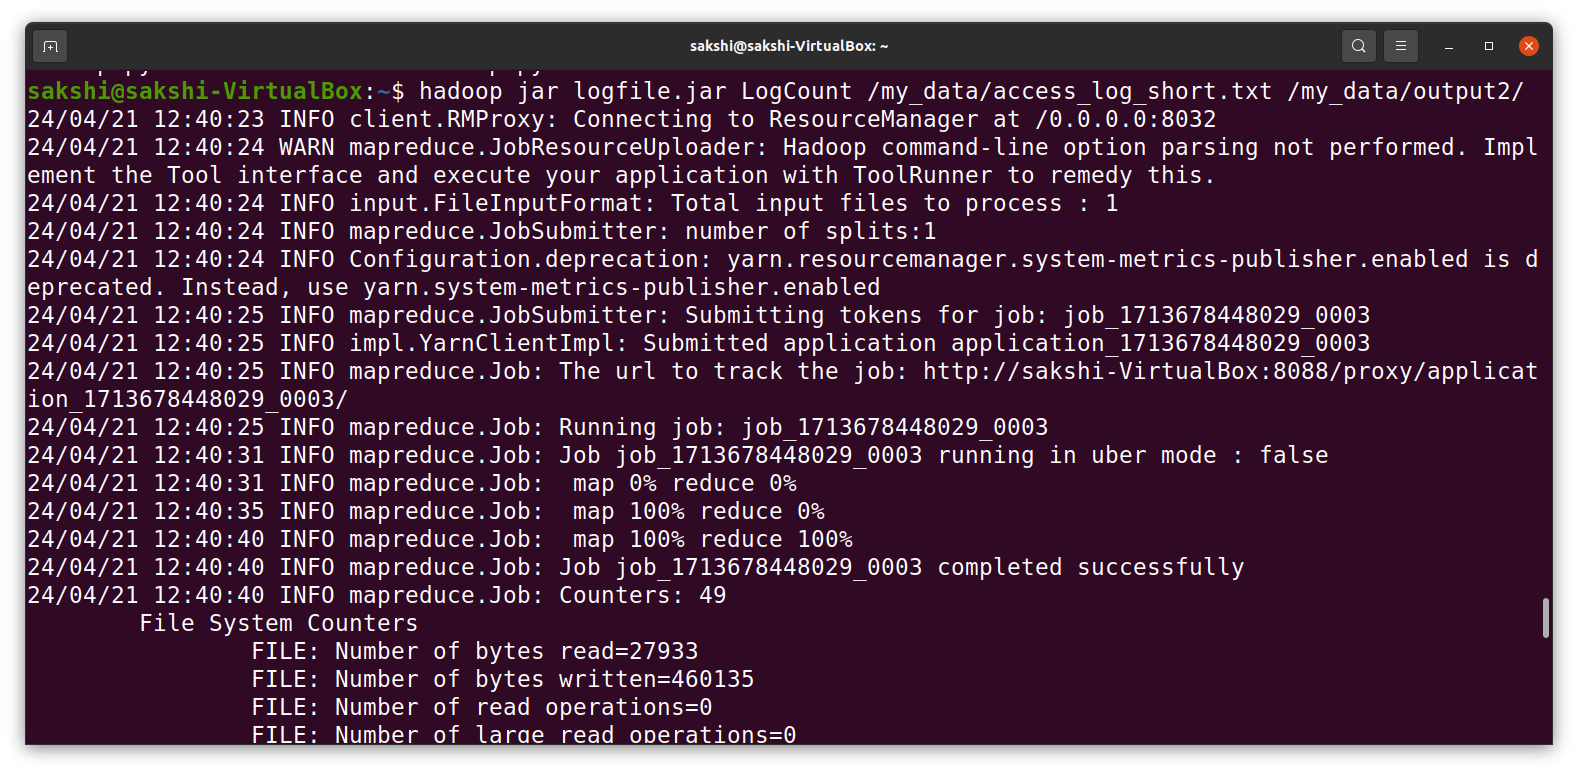 sakshi@sakshi-VirtualBox: ~
sakshi@sakshi-VirtualBox:~$ hadoop jar logfile.jar LogCount /my_data/access_log_short.txt /my_data/output2/
24/04/21 12:40:23 INFO client.RMProxy: Connecting to ResourceManager at /0.0.0.0:8032
24/04/21 12:40:24 WARN mapreduce.JobResourceUploader: Hadoop command-line option parsing not performed. Impl
ement the Tool interface and execute your application with ToolRunner to remedy this.
24/04/21 12:40:24 INFO input.FileInputFormat: Total input files to process : 1
24/04/21 12:40:24 INFO mapreduce.JobSubmitter: number of splits:1
24/04/21 12:40:24 INFO Configuration.deprecation: yarn.resourcemanager.system-metrics-publisher.enabled is d
eprecated. Instead, use yarn.system-metrics-publisher.enabled
24/04/21 12:40:25 INFO mapreduce.JobSubmitter: Submitting tokens for job: job_1713678448029_0003
24/04/21 12:40:25 INFO impl.YarnClientImpl: Submitted application application_1713678448029_0003
24/04/21 12:40:25 INFO mapreduce.Job: The url to track the job: http://sakshi-VirtualBox:8088/proxy/applicat
ion_1713678448029_0003/
24/04/21 12:40:25 INFO mapreduce.Job: Running job: job_1713678448029_0003
24/04/21 12:40:31 INFO mapreduce.Job: Job job_1713678448029_0003 running in uber mode : false
24/04/21 12:40:31 INFO mapreduce.Job:  map 0% reduce 0%
24/04/21 12:40:35 INFO mapreduce.Job:  map 100% reduce 0%
24/04/21 12:40:40 INFO mapreduce.Job:  map 100% reduce 100%
24/04/21 12:40:40 INFO mapreduce.Job: Job job_1713678448029_0003 completed successfully
24/04/21 12:40:40 INFO mapreduce.Job: Counters: 49
File System Counters
FILE: Number of bytes read=27933
FILE: Number of bytes written=460135
FILE: Number of read operations=0
FILE: Number of large read operations=0